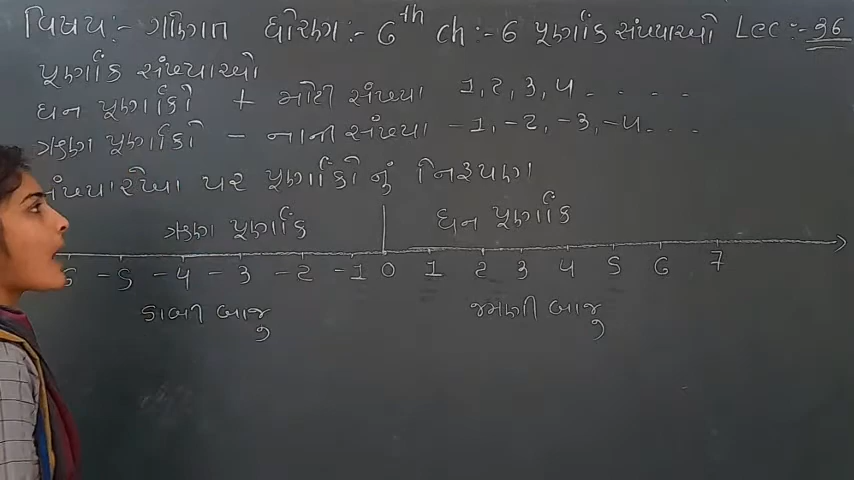 વિષય:- ગણિત ધોરણ:- 6th ch:- 6 પૂર્ણાંક સંખ્યાઓ Lec:- 36
પૂર્ણાંક સંખ્યાઓ
ધન પૂર્ણાંકો + મોટી સંખ્યા 1, 2, 3, 4 . . . .
ઋણ પૂર્ણાંકો - નાની સંખ્યા -1, -2, -3, -4 . . .
સંખ્યારેખા પર પૂર્ણાંકોનું નિરૂપણ
ઋણ પૂર્ણાંક ધન પૂર્ણાંક
6 -5 -4 -3 -2 -1 0 1 2 3 4 5 6 7
ડાબી બાજુ જમણી બાજુ